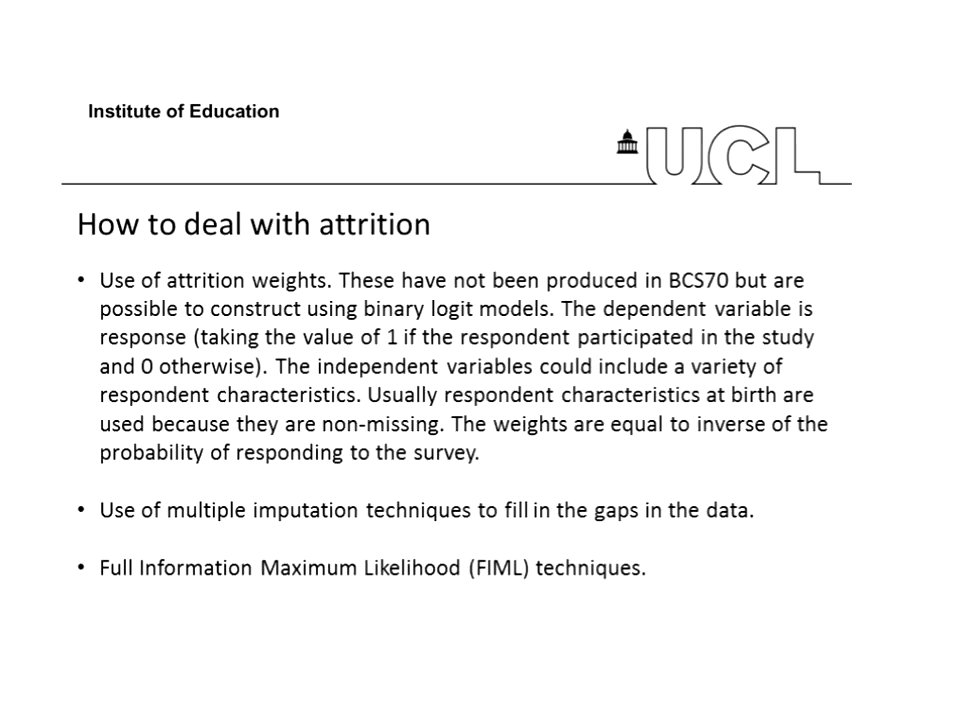 Institute of Education
UCL
How to deal with attrition
• Use of attrition weights. These have not been produced in BCS70 but are
possible to construct using binary logit models. The dependent variable is
response (taking the value of 1 if the respondent participated in the study
and 0 otherwise). The independent variables could include a variety of
respondent characteristics. Usually respondent characteristics at birth are
used because they are non-missing. The weights are equal to inverse of the
probability of responding to the survey.
• Use of multiple imputation techniques to fill in the gaps in the data.
• Full Information Maximum Likelihood (FIML) techniques.